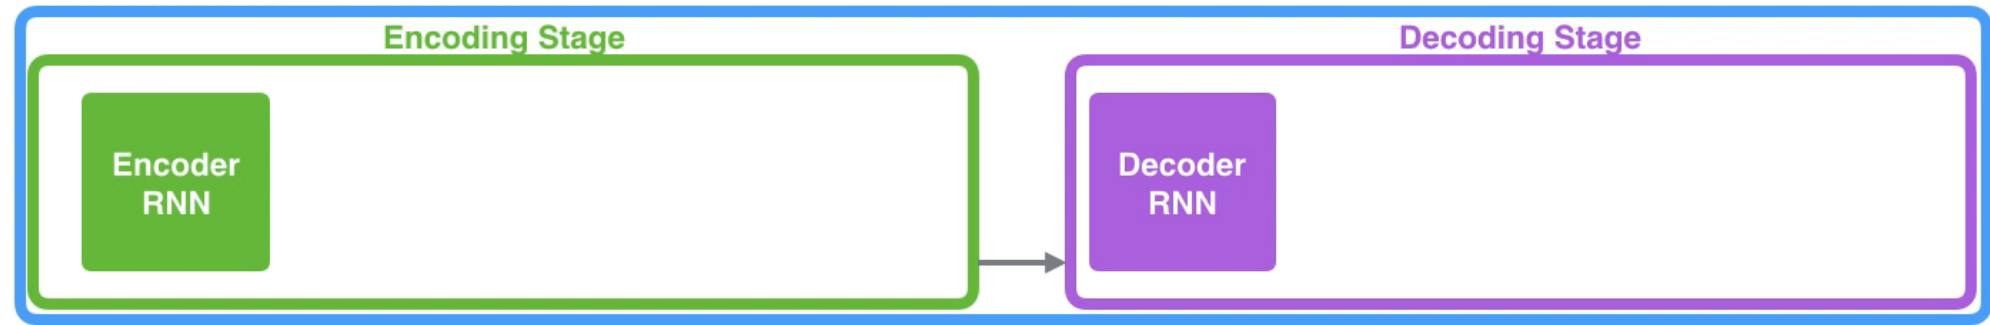 Encoding Stage
Decoding Stage
Encoder
RNN
Decoder
RNN